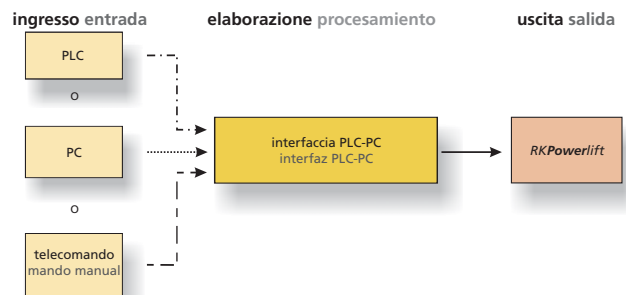 ingresso entrada
elaborazione procesamiento
uscita salida
PLC
o
PC
o
telecomando
mando manual
interfaccia PLC-PC
interfaz PLC-PC
RKPowerlift